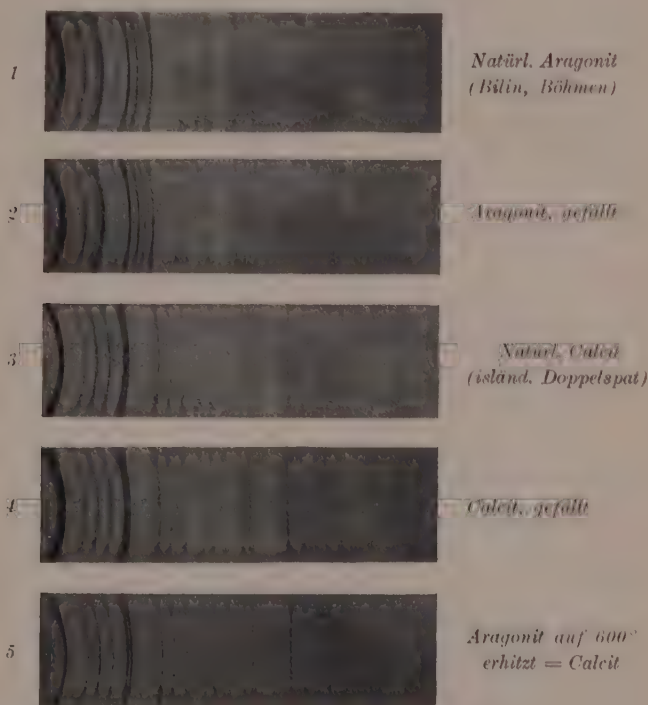 1
Natürl. Aragonit
(Bilin, Böhmen)
2
Aragonit, gefällt
3
Natürl. Calcit
(isländ. Doppelspat)
4
Calcit, gefällt
5
Aragonit auf 600°
erhitzt = Calcit